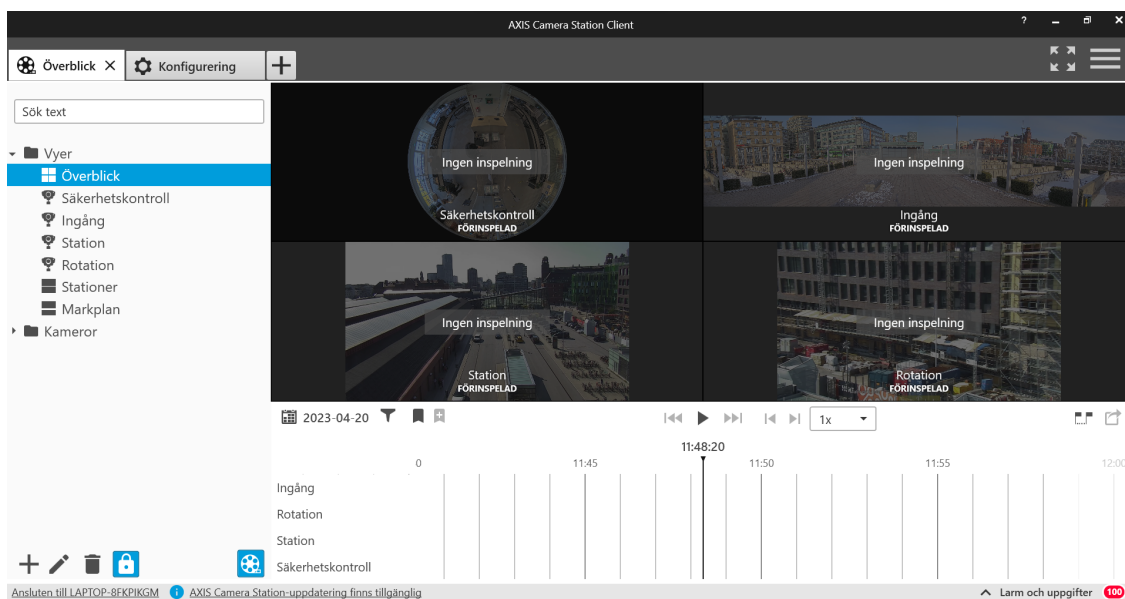 AXIS Camera Station Client
?
Överblick
Konfigurering
Sök text
Vyer
Överblick
Säkerhetskontroll
Ingång
Station
Rotation
Stationer
Markplan
Kameror
Ingen inspelning
Säkerhetskontroll
FÖRINSPELAD
Ingen inspelning
Ingång
FÖRINSPELAD
Ingen inspelning
Station
FÖRINSPELAD
Ingen inspelning
Rotation
FÖRINSPELAD
2023-04-20
1x
11:48:20
0
11:45
11:50
11:55
12:00
Ingång
Rotation
Station
Säkerhetskontroll
Ansluten till LAPTOP-8FKPIKGM
AXIS Camera Station-uppdatering finns tillgänglig
Larm och uppgifter
100